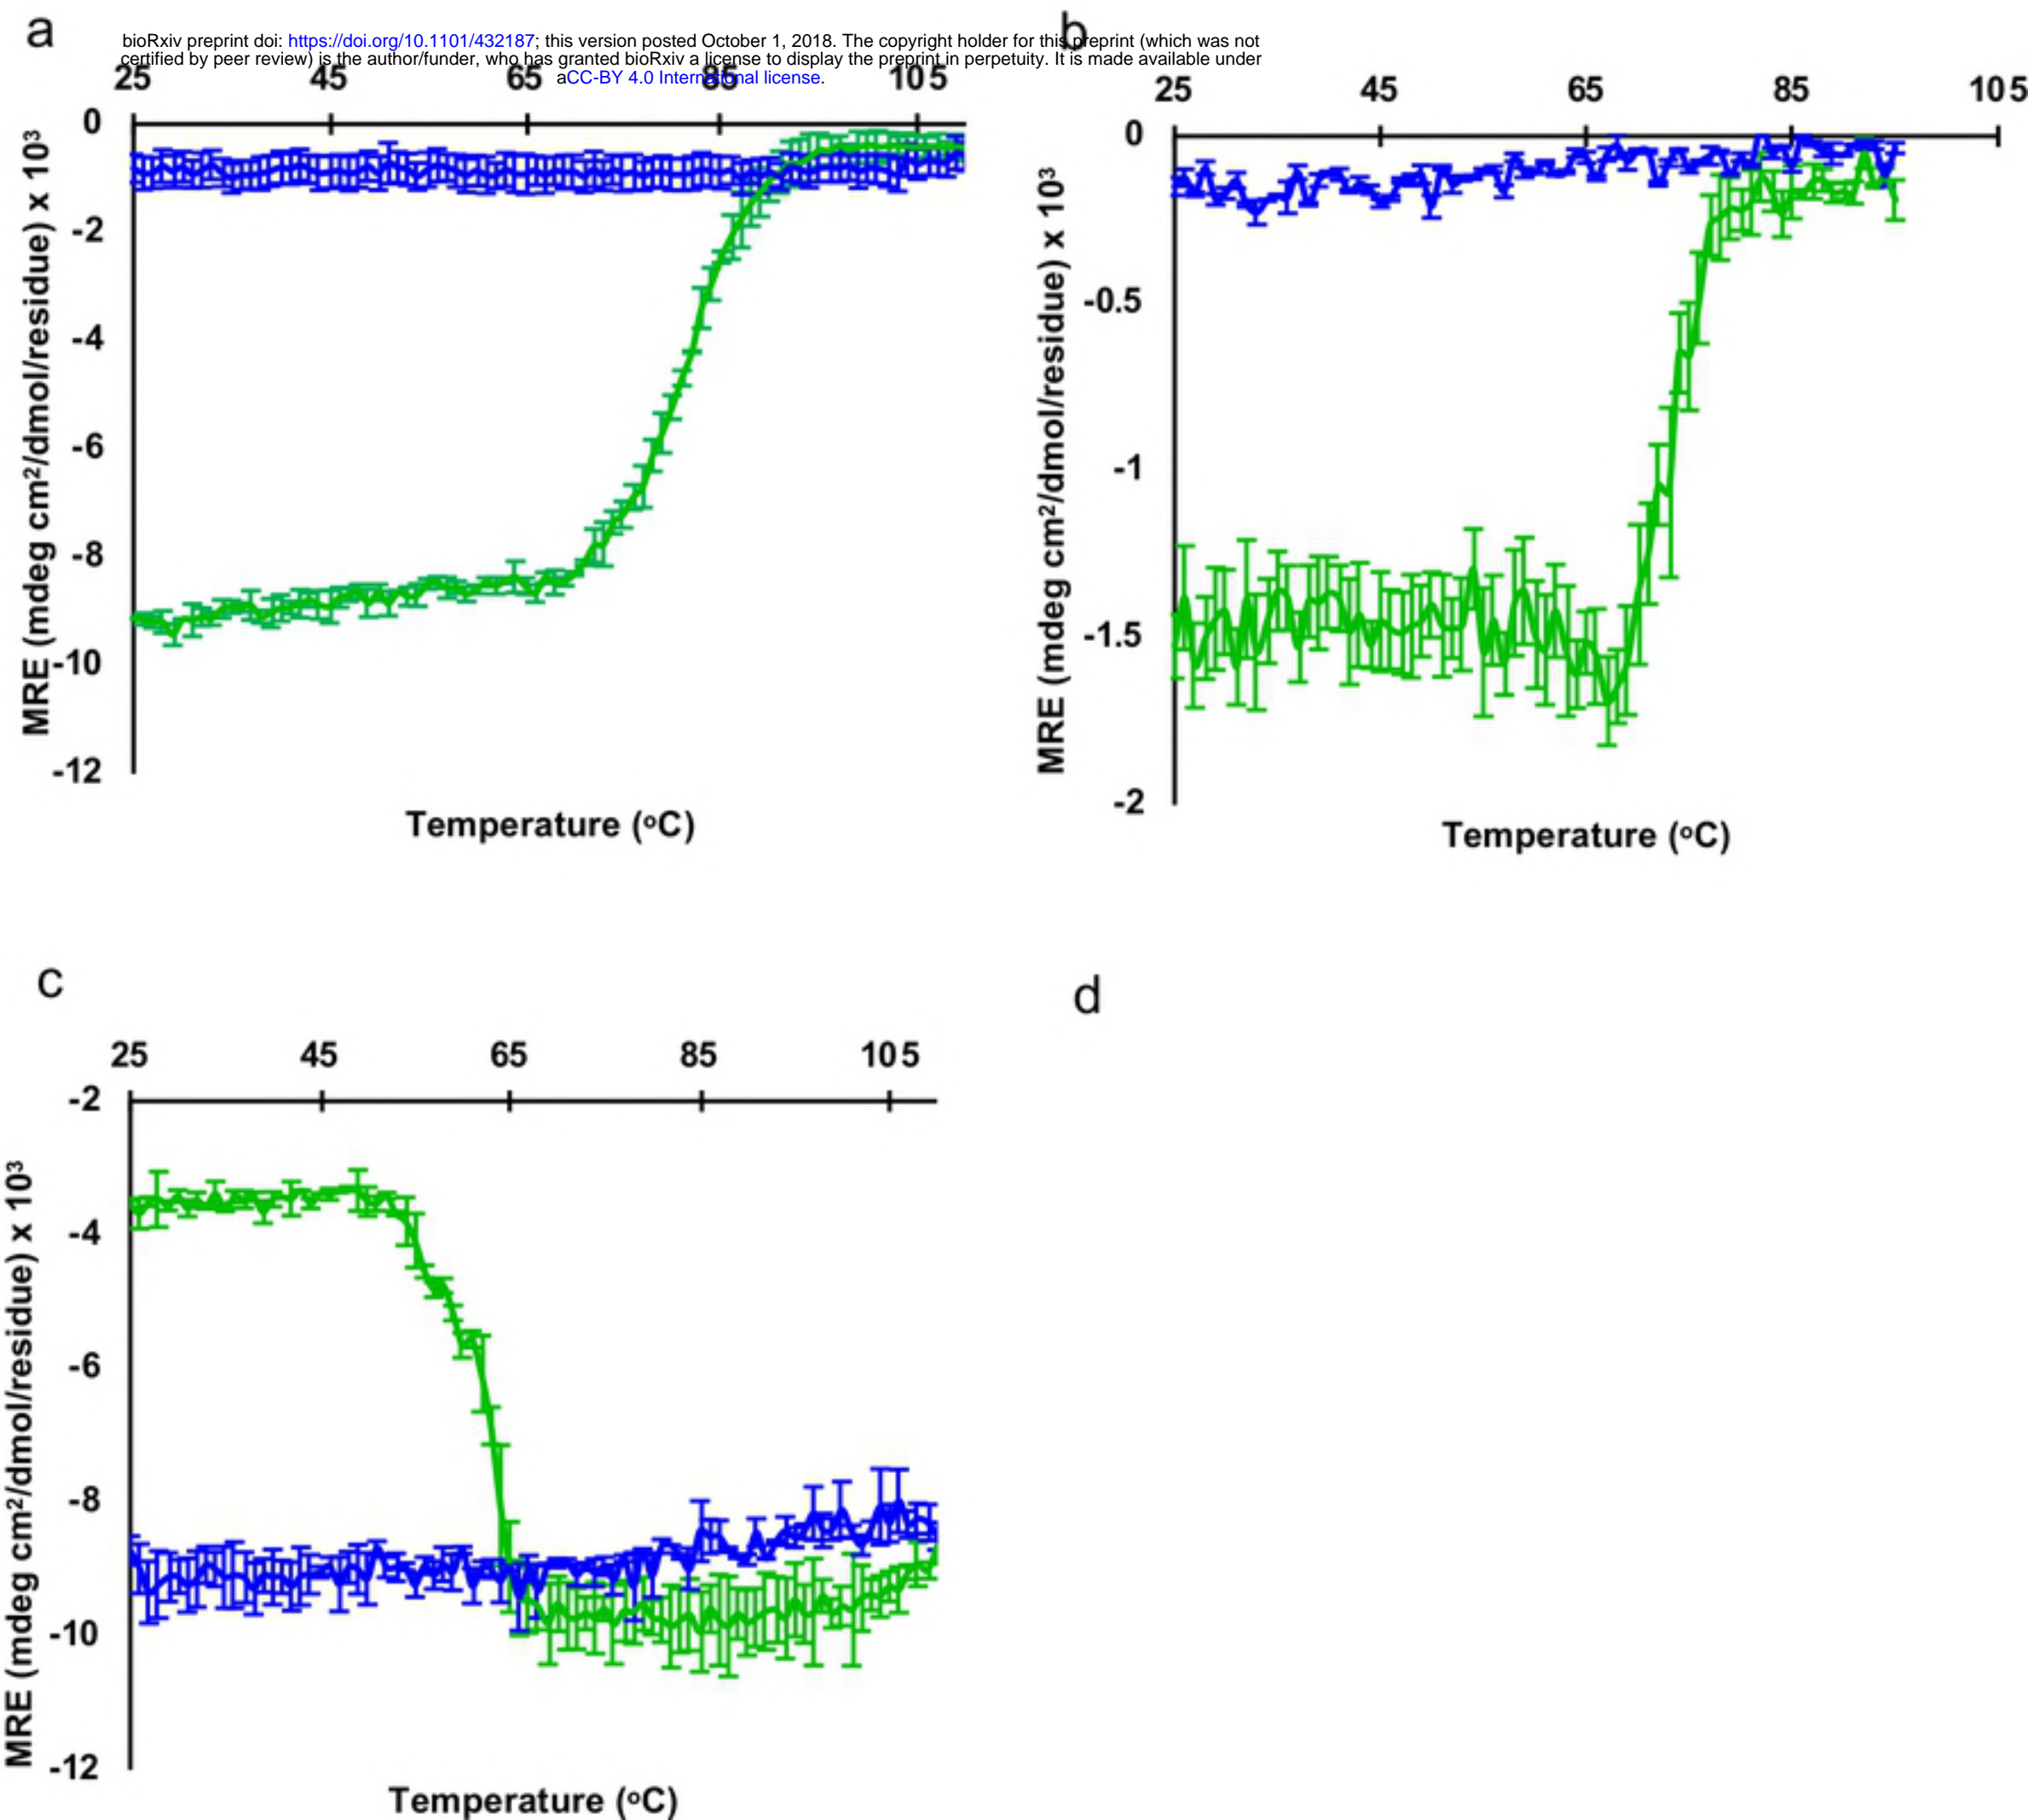 a
b
bioRxiv preprint doi: https://doi.org/10.1101/432187; this version posted October 1, 2018. The copyright holder for this preprint (which was not
certified by peer review) is the author/funder, who has granted bioRxiv a license to display the preprint in perpetuity. It is made available under
aCC-BY 4.0 International license.
25 45 65 85 105
0
-2
-4
-6
-8
-10
-12
MRE (mdeg cm²/dmol/residue) x 10³
Temperature (ºC)
25 45 65 85 105
0
-0.5
-1
-1.5
-2
MRE (mdeg cm²/dmol/residue) x 10³
Temperature (ºC)
c
d
25 45 65 85 105
-2
-4
-6
-8
-10
-12
MRE (mdeg cm²/dmol/residue) x 10³
Temperature (ºC)